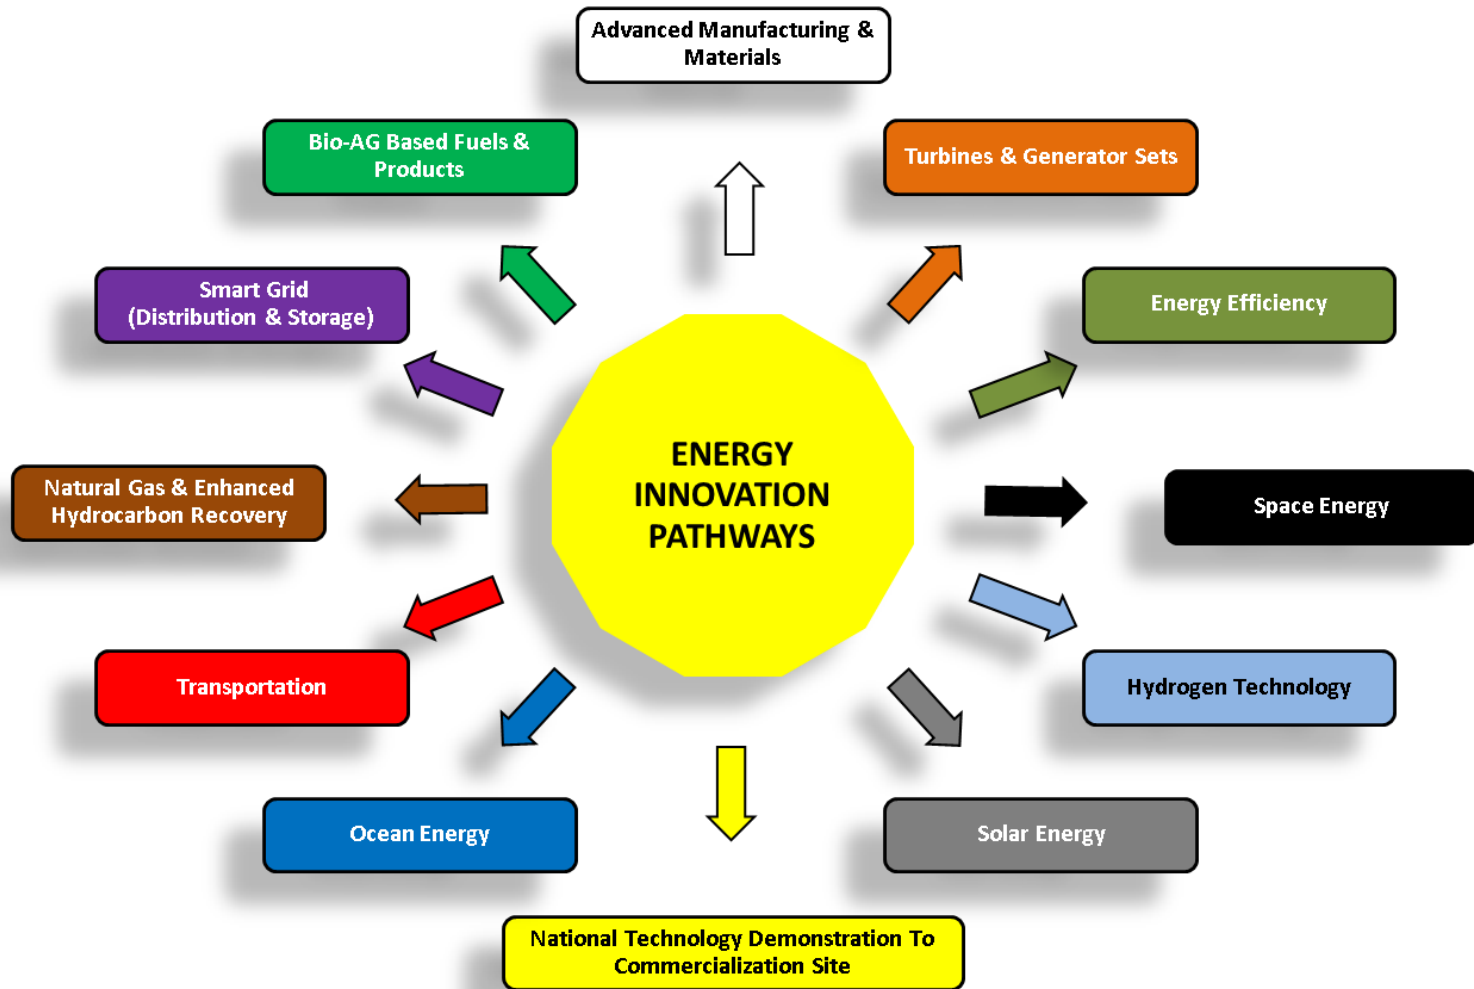 Advanced Manufacturing &
Materials
Bio-AG Based Fuels &
Products
Turbines & Generator Sets
Smart Grid
(Distribution & Storage)
Energy Efficiency
ENERGY
INNOVATION
PATHWAYS
Natural Gas & Enhanced
Hydrocarbon Recovery
Space Energy
Transportation
Hydrogen Technology
Ocean Energy
Solar Energy
National Technology Demonstration To
Commercialization Site